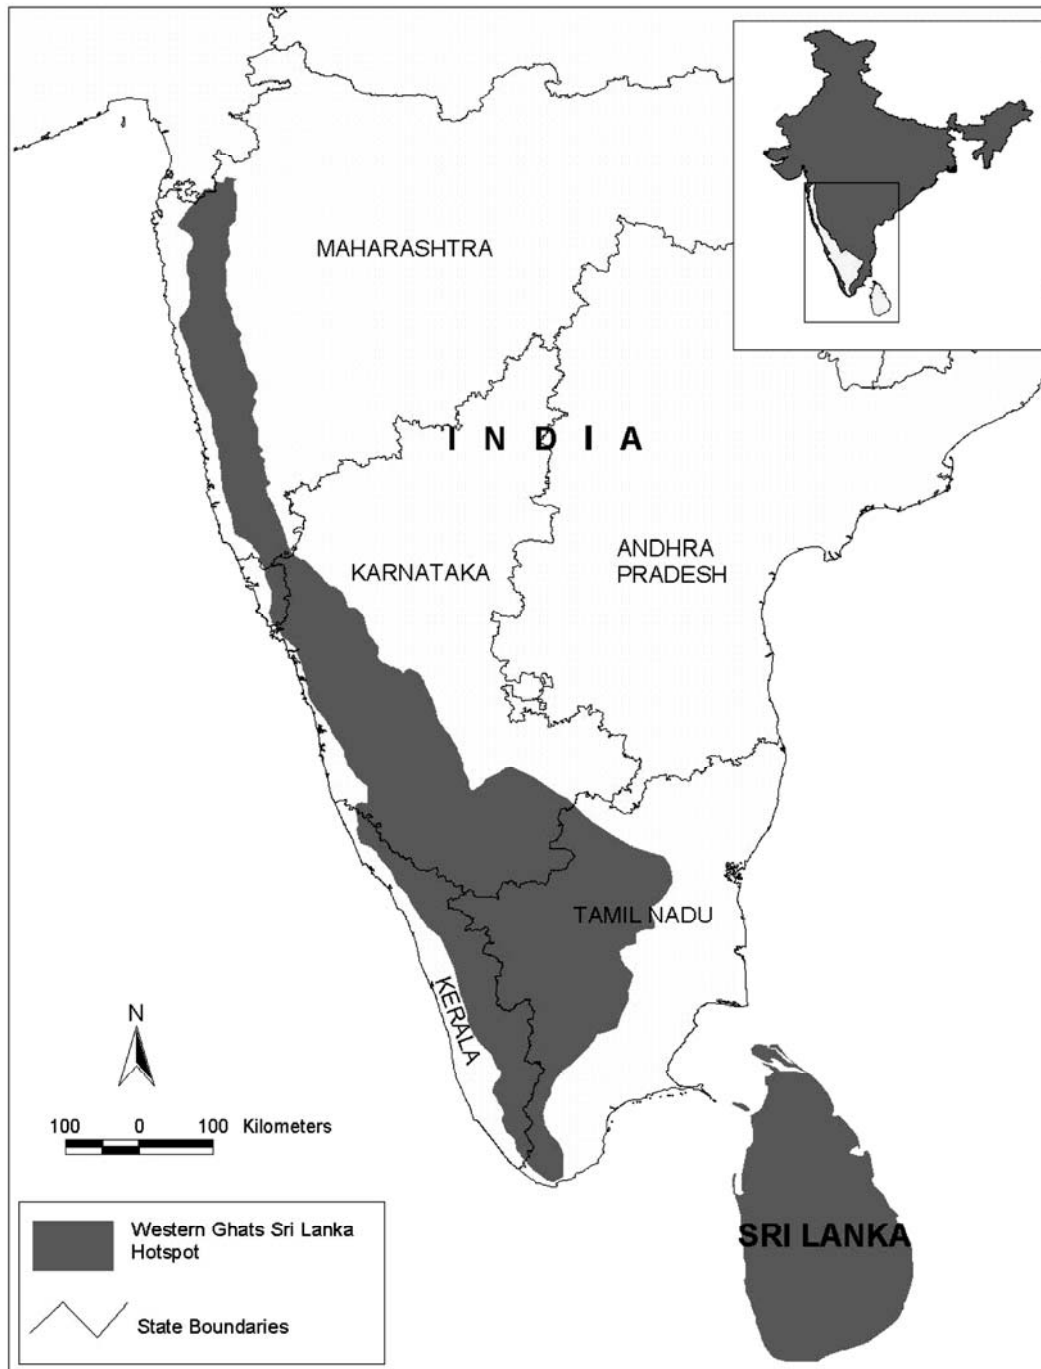 MAHARASHTRA
INDIA
KARNATAKA
ANDHRA
PRADESH
TAMIL NADU
KERALA
N
100 0 100 Kilometers
SRI LANKA
Western Ghats Sri Lanka
Hotspot
State Boundaries